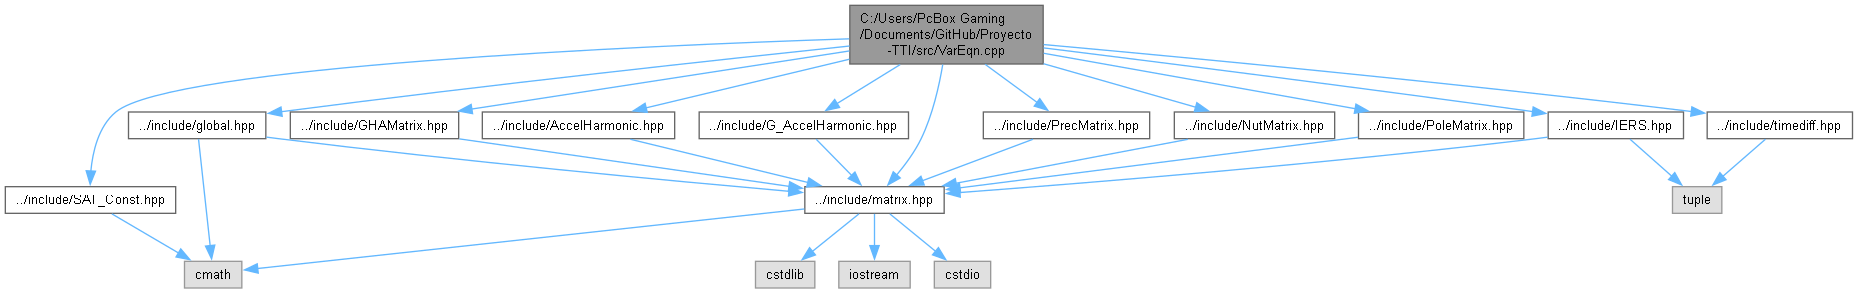 C:/Users/PcBox Gaming
/Documents/GitHub/Proyecto
-TTI/src/VarEqn.cpp
../include/global.hpp
../include/GHAMatrix.hpp
../include/AccelHarmonic.hpp
../include/G_AccelHarmonic.hpp
../include/PrecMatrix.hpp
../include/NutMatrix.hpp
../include/PoleMatrix.hpp
../include/IERS.hpp
../include/timediff.hpp
../include/SAT_Const.hpp
../include/matrix.hpp
tuple
cmath
cstdlib
iostream
cstdio